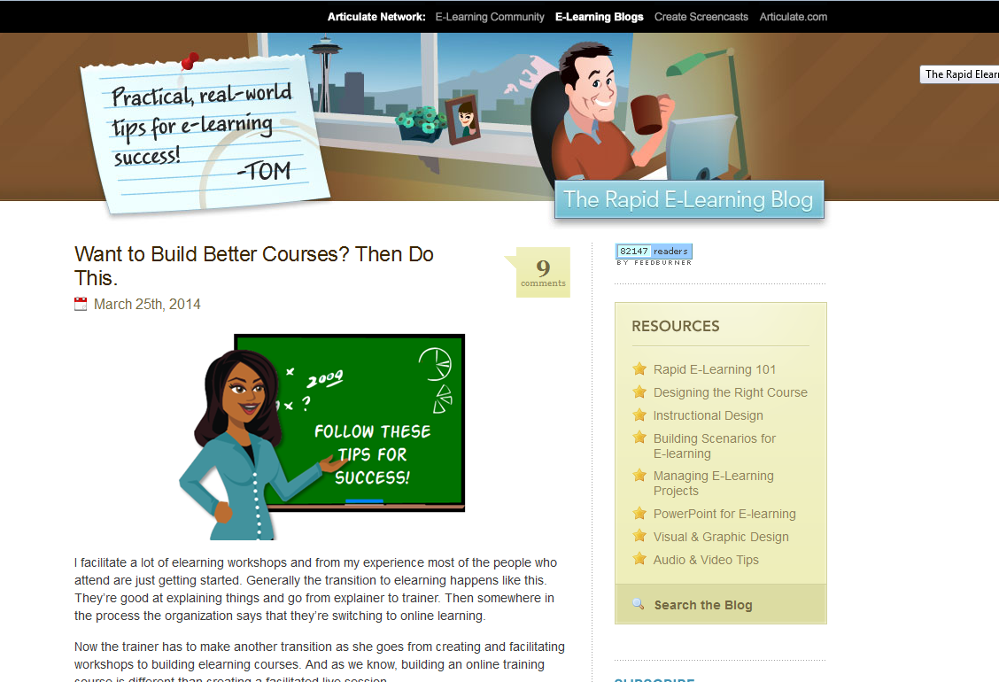 Articulate Network: E-Learning Community E-Learning Blogs Create Screencasts Articulate.com
The Rapid Elear
Practical, real-world
tips for e-learning
success!
-TOM
The Rapid E-Learning Blog
Want to Build Better Courses? Then Do
This.
March 25th, 2014
9
comments
x 2009
x ?
FOLLOW THESE
TIPS FOR
SUCCESS!
I facilitate a lot of elearning workshops and from my experience most of the people who
attend are just getting started. Generally the transition to elearning happens like this.
They're good at explaining things and go from explainer to trainer. Then somewhere in
the process the organization says that they're switching to online learning.
Now the trainer has to make another transition as she goes from creating and facilitating
workshops to building elearning courses. And as we know, building an online training
course is different than creating a facilitated live session.
82147 readers
BY FEEDBURNER
RESOURCES
Rapid E-Learning 101
Designing the Right Course
Instructional Design
Building Scenarios for
E-learning
Managing E-Learning
Projects
PowerPoint for E-learning
Visual & Graphic Design
Audio & Video Tips
Search the Blog
SUBSCRIBE